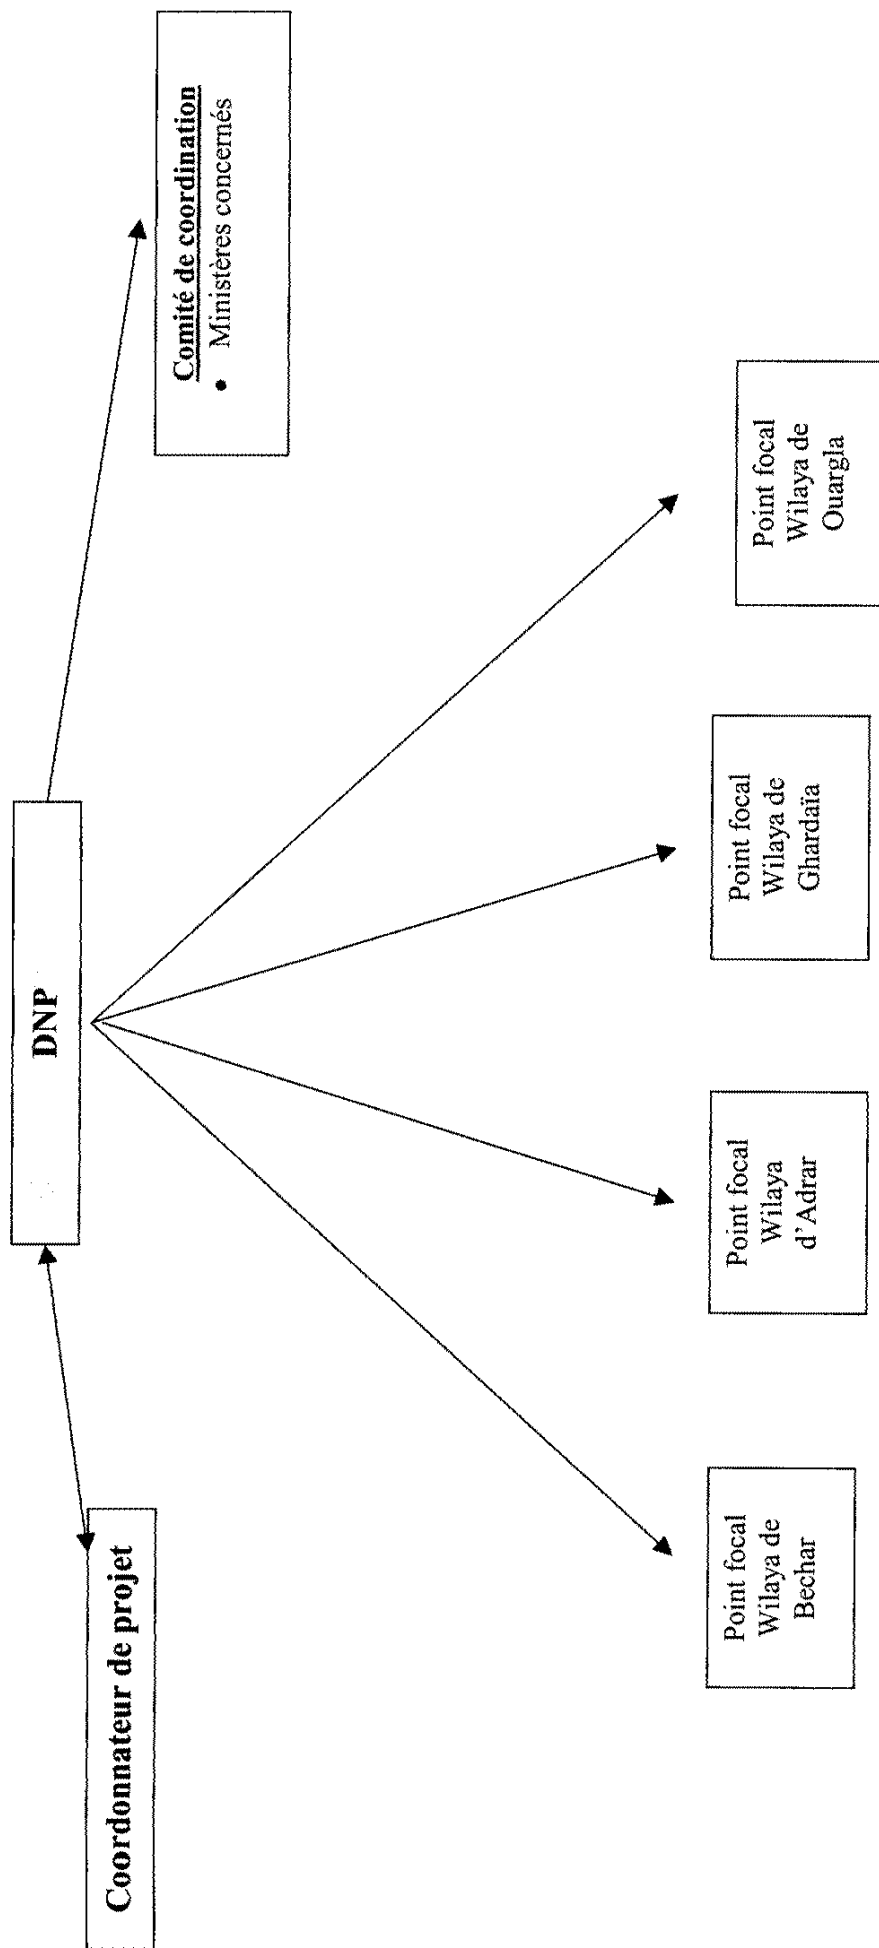 DNP
Coordonnateur de projet
Comité de coordination
• Ministères concernés
Point focal
Wilaya de
Bechar
Point focal
Wilaya
d'Adrar
Point focal
Wilaya de
Ghardaïa
Point focal
Wilaya de
Ouargla